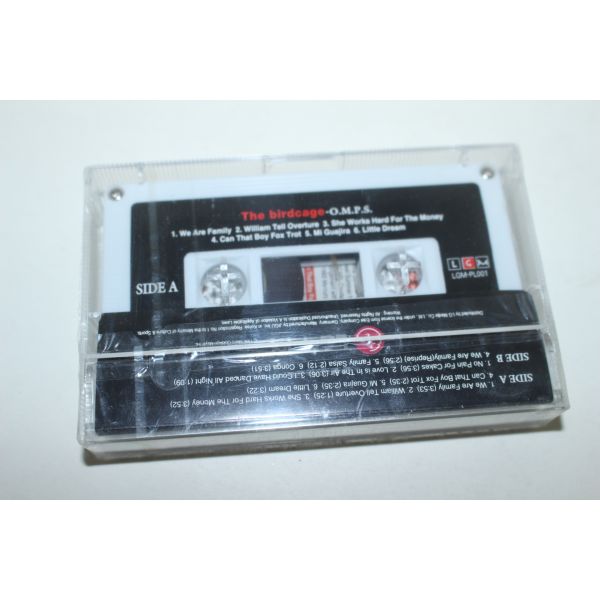 The birdcage-O.M.P.S.
1. We Are Family 2. William Tell Overture 3. She Works Hard For The Money
4. Can That Boy Fox Trot 5. Mi Guajira 6. Little Dream
SIDE A
L G M
LGM-PL001
SIDE A
1. We Are Family (3:53) 2. William Tell Overture (1:25) 3. She Works Hard For The Money (3:52)
4. Can That Boy Fox Trot (2:35) 5. Mi Guajira (5:35) 6. Little Dream (3:22)
SIDE B
1. No Pain For Cakes (3:56) 2. Love in The Air (3:06) 3. I Could Have Danced All Night (1:09)
4. We Are Family(Reprise) (2:56) 5. Family Salsa (2:12) 6. Conga (3:51)